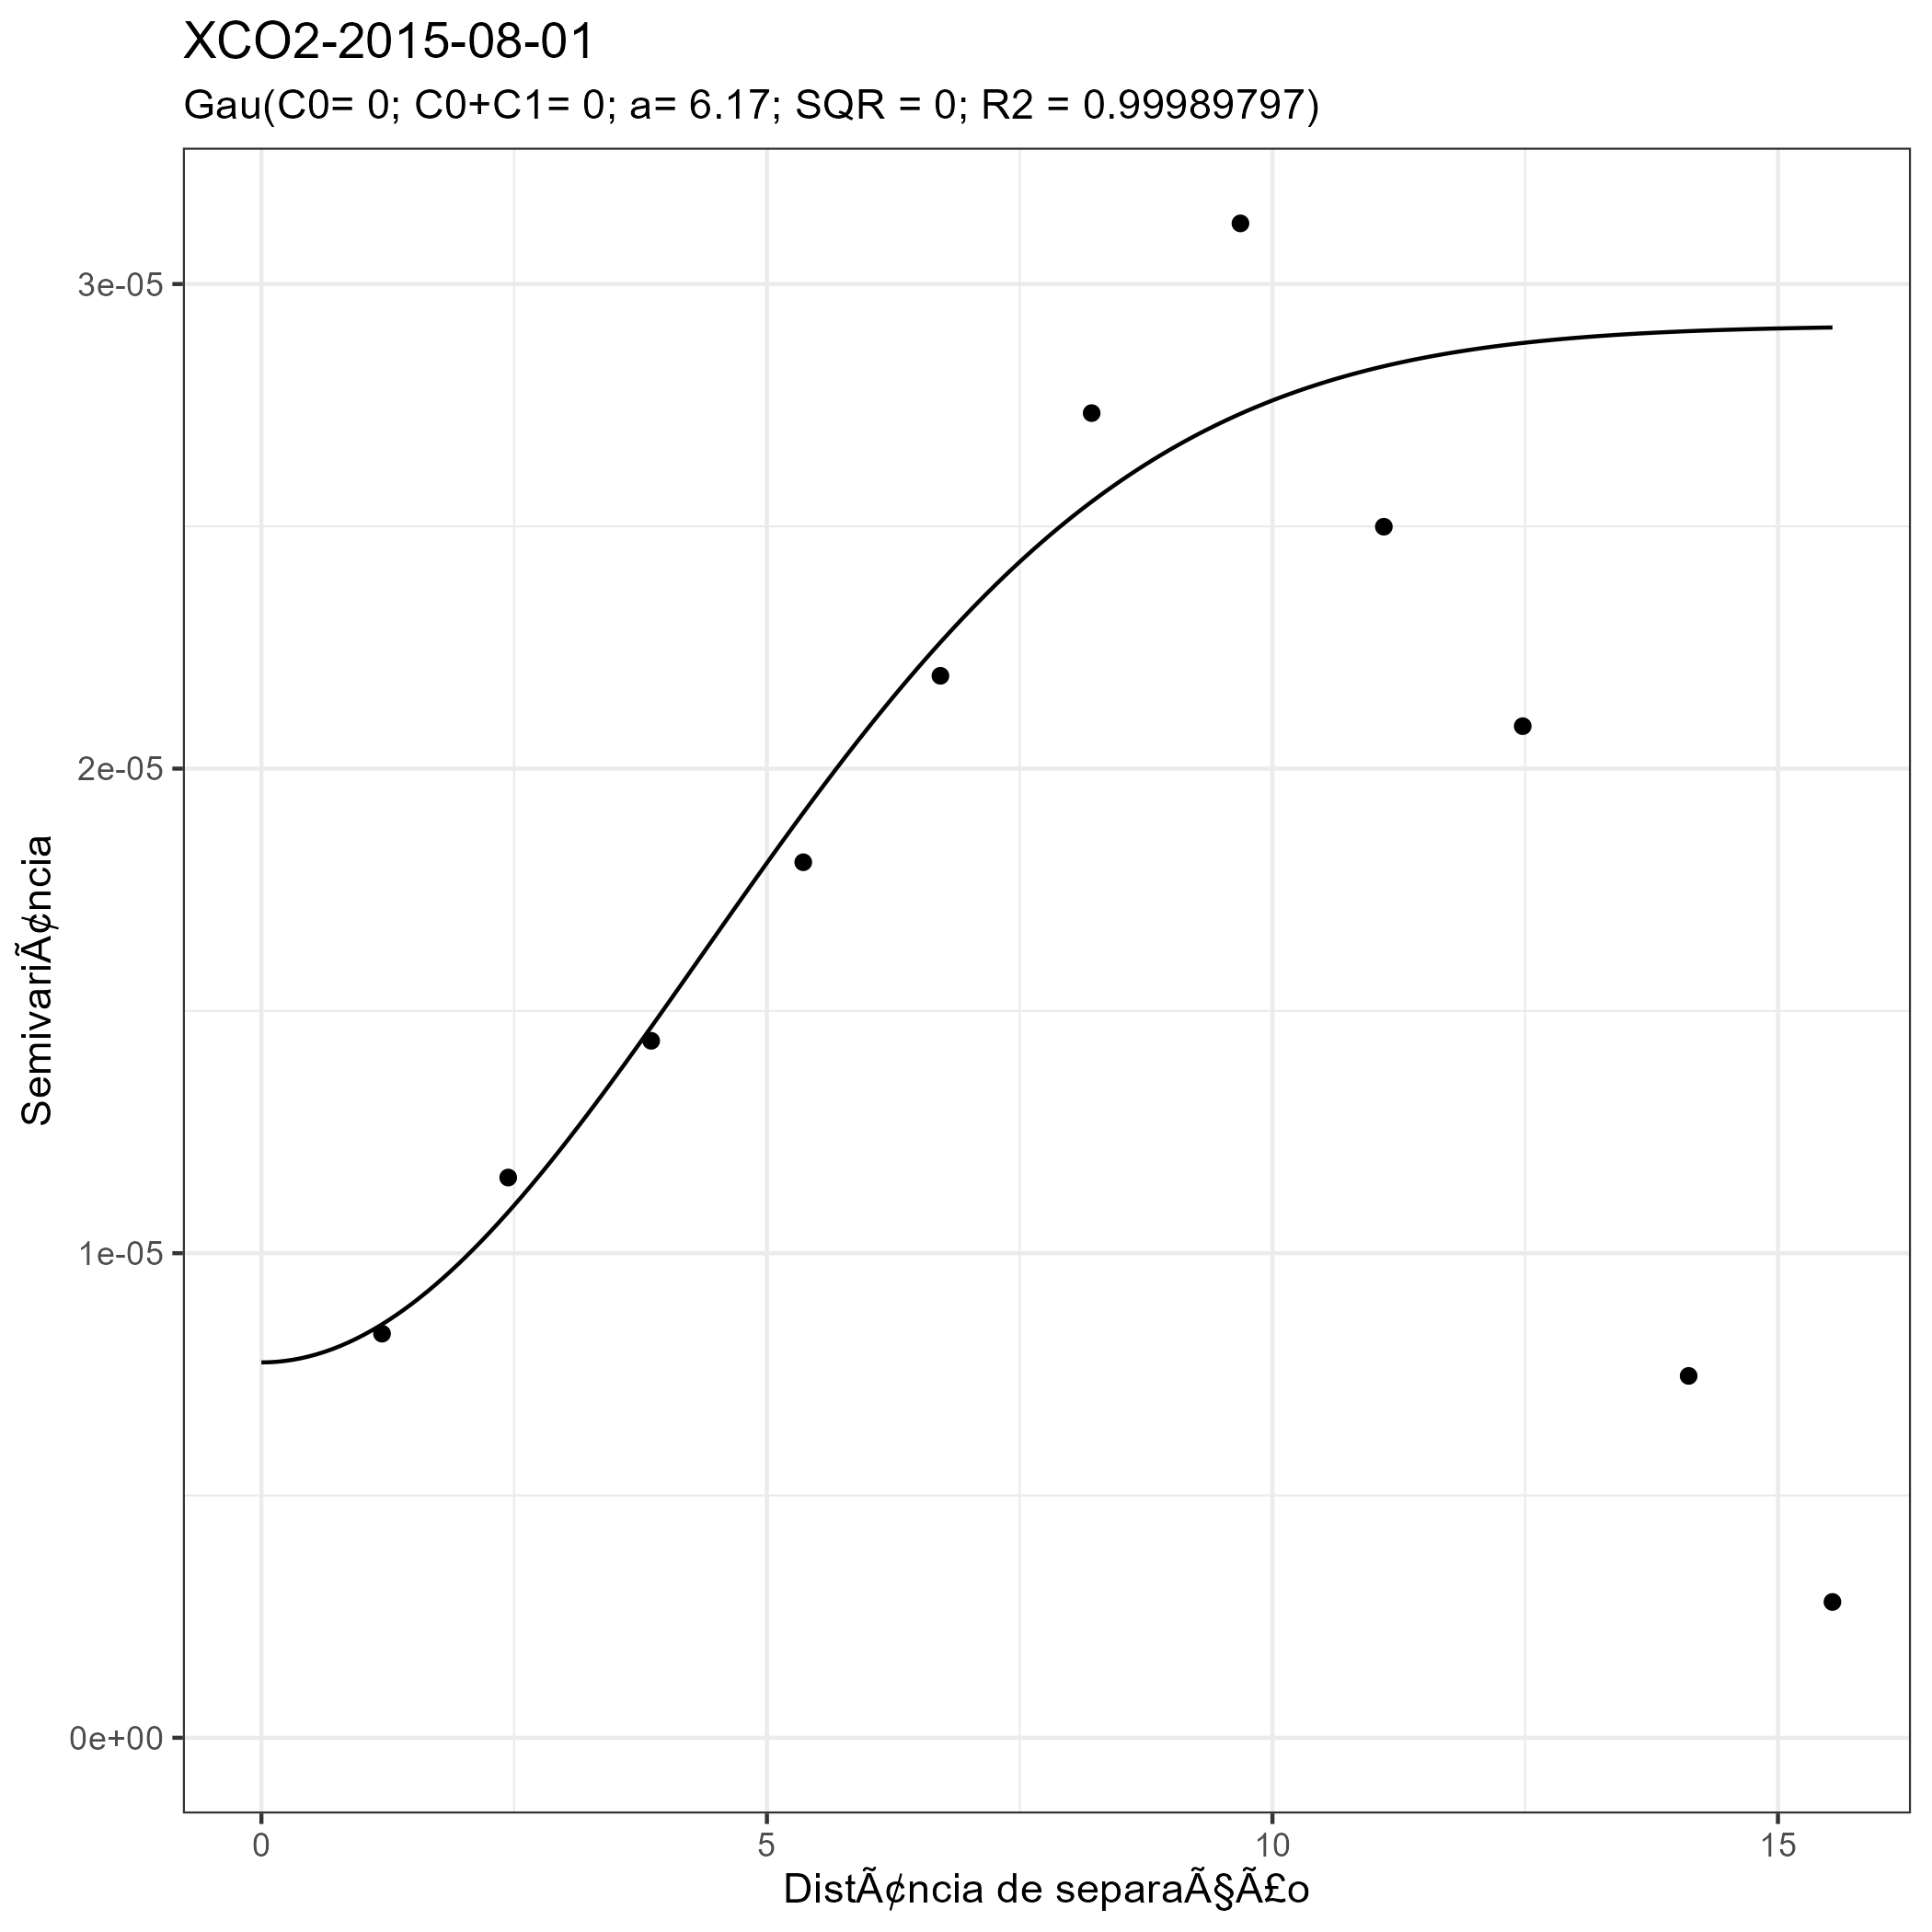 XCO2-2015-08-01
Gau(C0= 0; C0+C1= 0; a= 6.17; SQR = 0; R2 = 0.99989797)
SemivariÃ¢ncia
3e-05
2e-05
1e-05
0e+00
0 5 10 15
DistÃ¢ncia de separaÃ§Ã£o